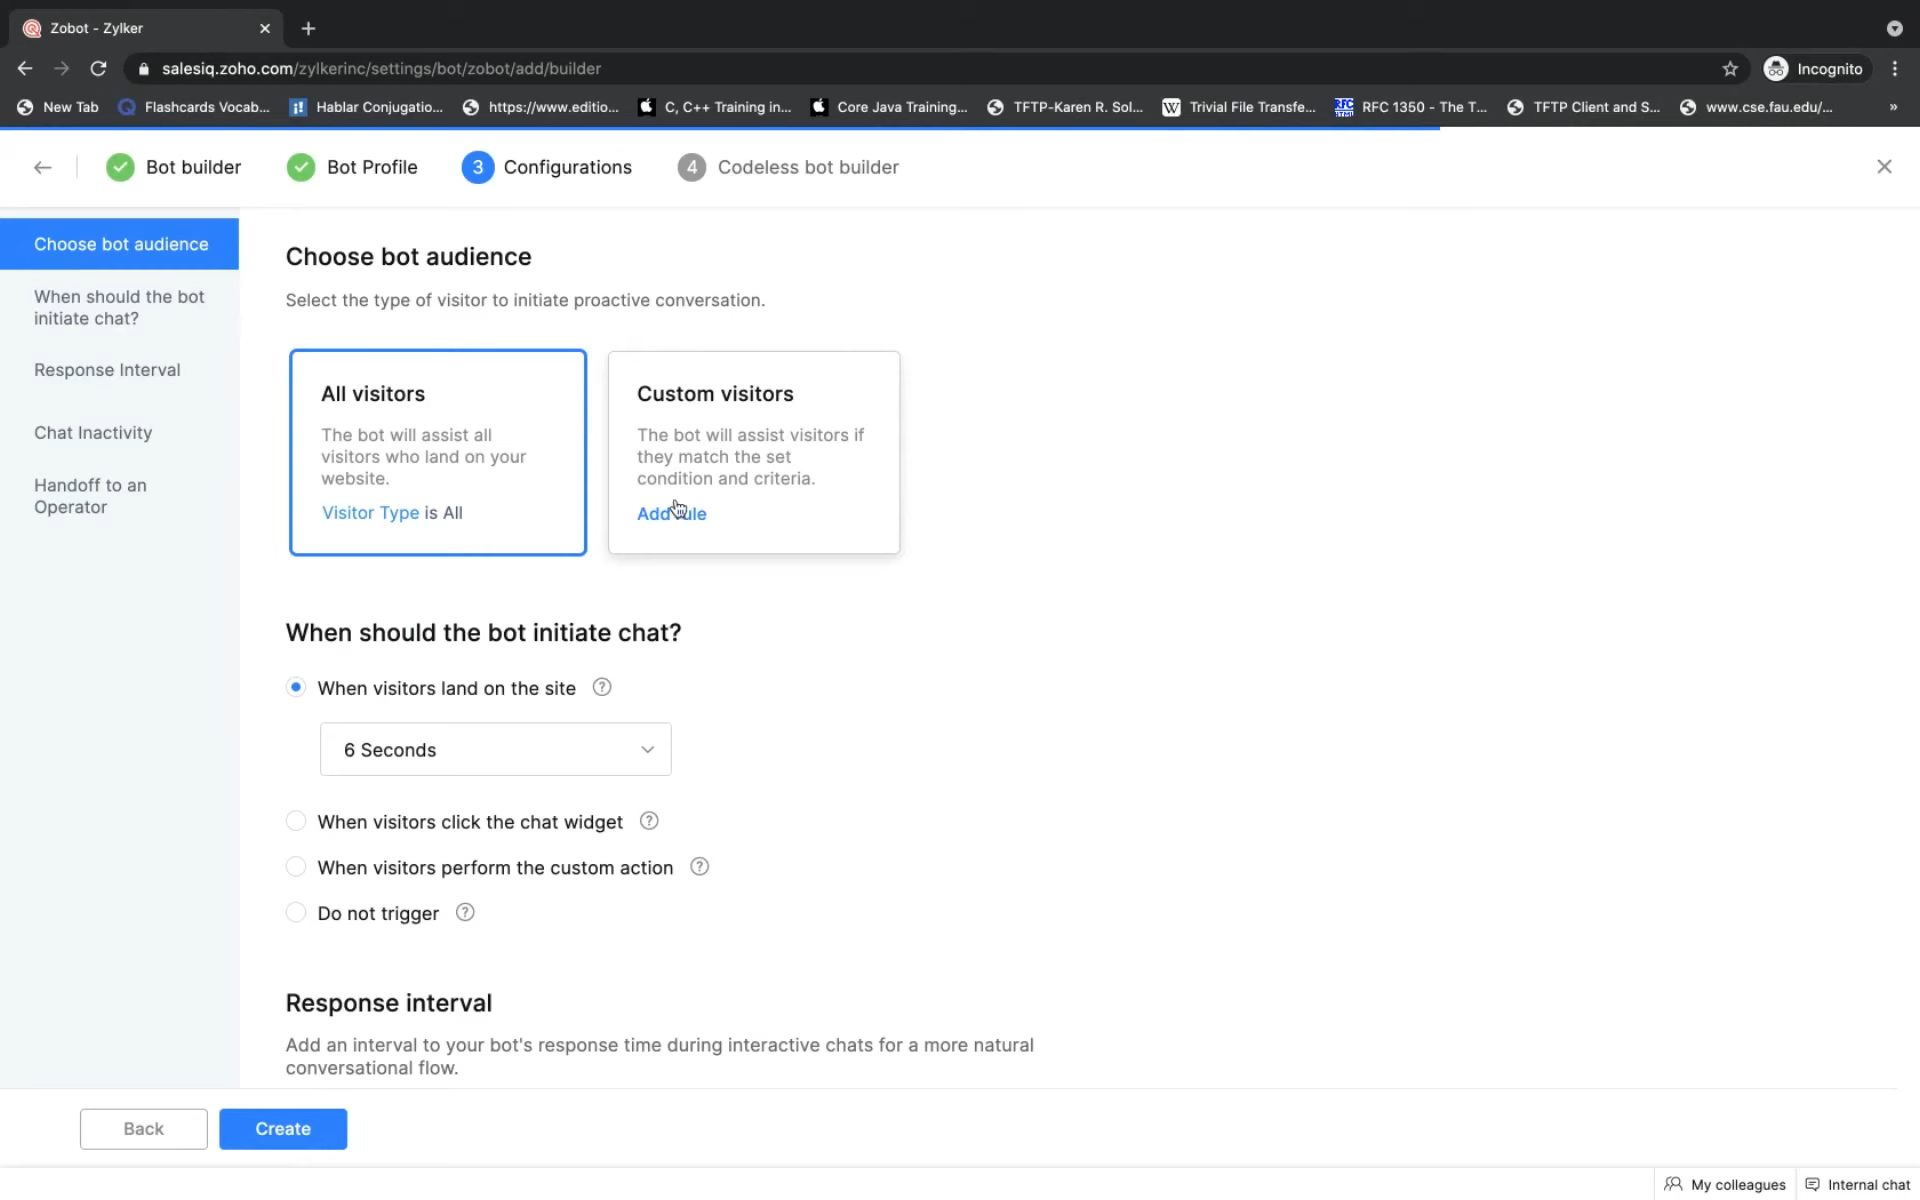 Zobot - Zylker
salesiq.zoho.com/zylkerinc/settings/bot/zobot/add/builder
Incognito
New Tab
Flashcards Vocab...
Hablar Conjugatio...
https://www.editio...
C, C++ Training in...
Core Java Training...
TFTP-Karen R. Sol...
Trivial File Transfe...
RFC 1350 - The T...
TFTP Client and S...
www.cse.fau.edu/...
»
Bot builder
Bot Profile
3 Configurations
4 Codeless bot builder
Choose bot audience
When should the bot
initiate chat?
Response Interval
Chat Inactivity
Handoff to an
Operator
Choose bot audience
Select the type of visitor to initiate proactive conversation.
All visitors
The bot will assist all
visitors who land on your
website.
Visitor Type is All
Custom visitors
The bot will assist visitors if
they match the set
condition and criteria.
Add rule
When should the bot initiate chat?
When visitors land on the site ?
6 Seconds
When visitors click the chat widget ?
When visitors perform the custom action ?
Do not trigger ?
Response interval
Add an interval to your bot's response time during interactive chats for a more natural
conversational flow.
Back
Create
My colleagues
Internal chat